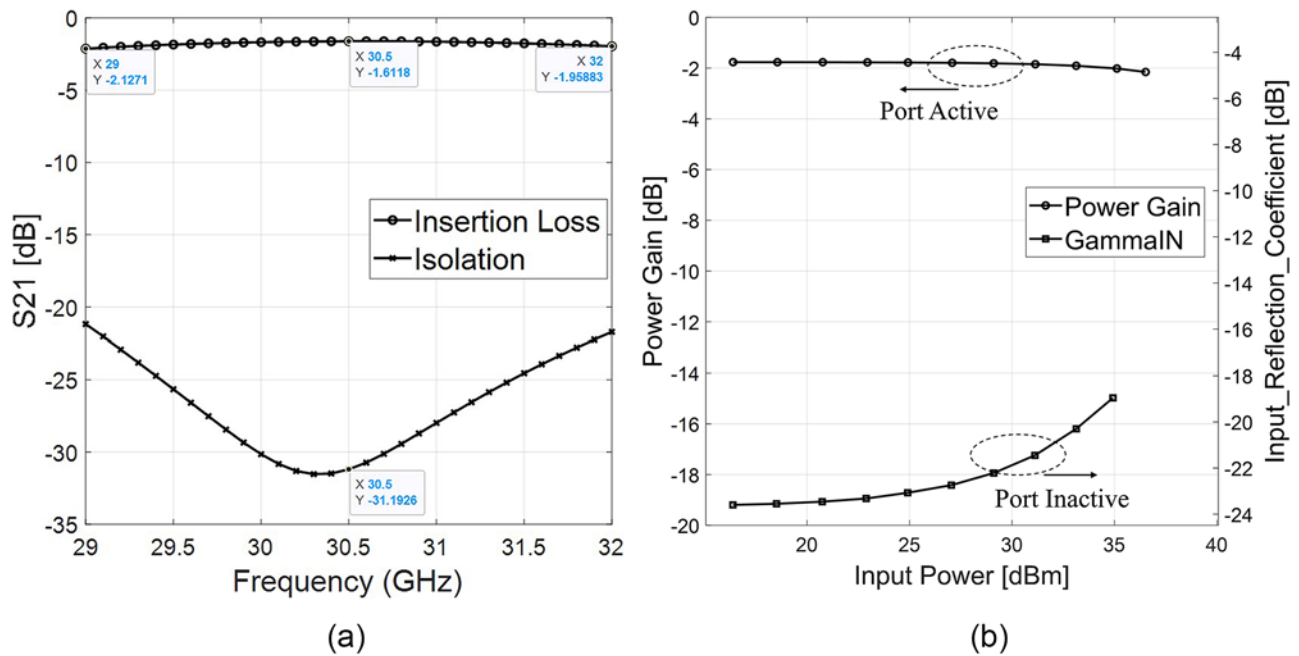 0
-5
-10
-15
-20
-25
-30
-35
S21 [dB]
X 29
Y -2.1271
X 30.5
Y -1.6118
X 32
Y -1.95883
Insertion Loss
Isolation
X 30.5
Y -31.1926
29 29.5 30 30.5 31 31.5 32
Frequency (GHz)
(a)
0
-2
-4
-6
-8
-10
-12
-14
-16
-18
-20
Power Gain [dB]
Port Active
Power Gain
GammaIN
Port Inactive
-4
-6
-8
-10
-12
-14
-16
-18
-20
-22
-24
Input_Reflection_Coefficient [dB]
20 25 30 35 40
Input Power [dBm]
(b)